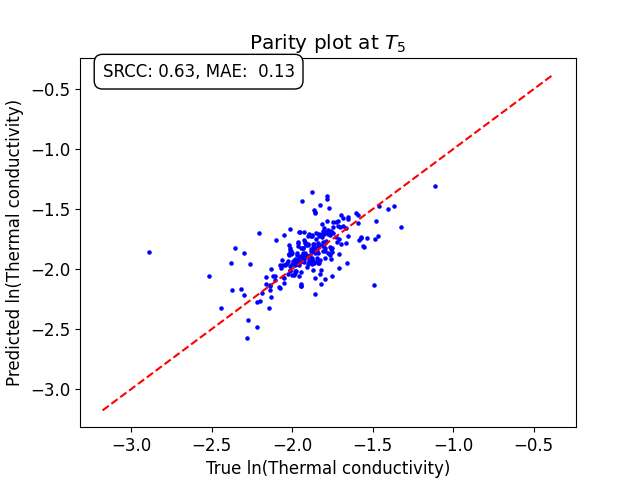 Parity plot at T₅
SRCC: 0.63, MAE:  0.13
Predicted ln(Thermal conductivity)
−0.5
−1.0
−1.5
−2.0
−2.5
−3.0
−3.0 −2.5 −2.0 −1.5 −1.0 −0.5
True ln(Thermal conductivity)